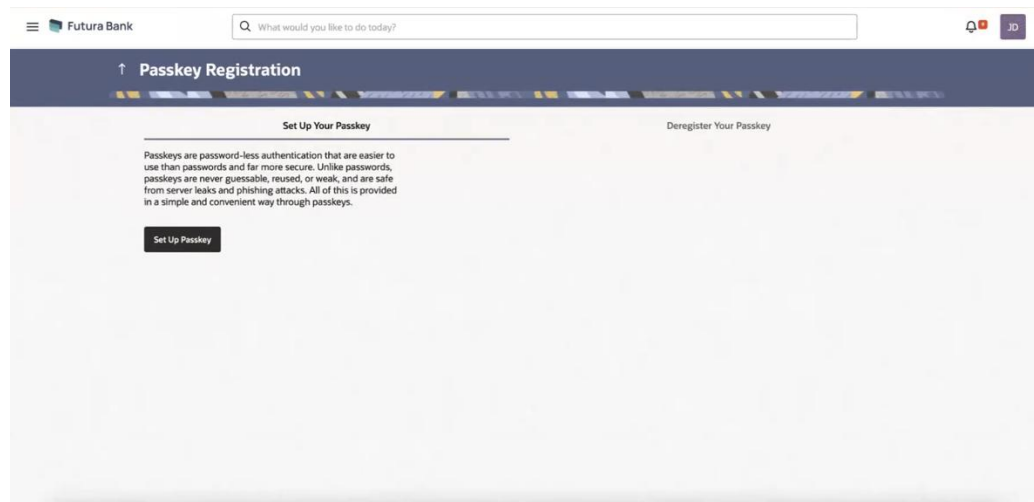 Futura Bank
What would you like to do today?
JD
Passkey Registration
Set Up Your Passkey
Deregister Your Passkey
Passkeys are password-less authentication that are easier to
use than passwords and far more secure. Unlike passwords,
passkeys are never guessable, reused, or weak, and are safe
from server leaks and phishing attacks. All of this is provided
in a simple and convenient way through passkeys.
Set Up Passkey